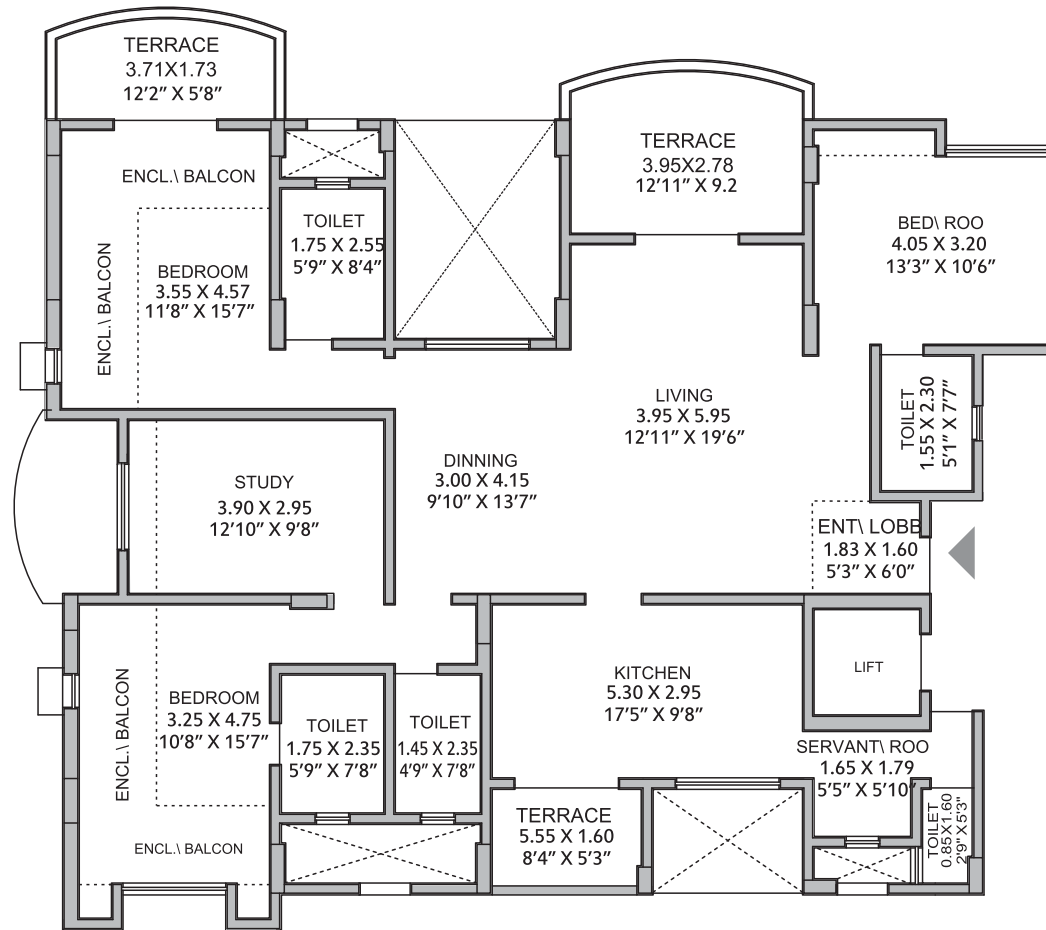 TERRACE
3.71X1.73
12'2" X 5'8"
TERRACE
3.95X2.78
12'11" X 9.2
ENCL.\ BALCON
ENCL.\ BALCON
BEDROOM
3.55 X 4.57
11'8" X 15'7"
TOILET
1.75 X 2.55
5'9" X 8'4"
BED\ ROO
4.05 X 3.20
13'3" X 10'6"
LIVING
3.95 X 5.95
12'11" X 19'6"
TOILET
1.55 X 2.30
5'1" X 7'7"
DINNING
3.00 X 4.15
9'10" X 13'7"
STUDY
3.90 X 2.95
12'10" X 9'8"
ENT\ LOBB
1.83 X 1.60
5'3" X 6'0"
LIFT
KITCHEN
5.30 X 2.95
17'5" X 9'8"
ENCL.\ BALCON
BEDROOM
3.25 X 4.75
10'8" X 15'7"
TOILET
1.75 X 2.35
5'9" X 7'8"
TOILET
1.45 X 2.35
4'9" X 7'8"
SERVANT\ ROO
1.65 X 1.79
5'5" X 5'10"
TERRACE
5.55 X 1.60
8'4" X 5'3"
TOILET
0.85X1.60
2'9" X 5'3"
ENCL.\ BALCON